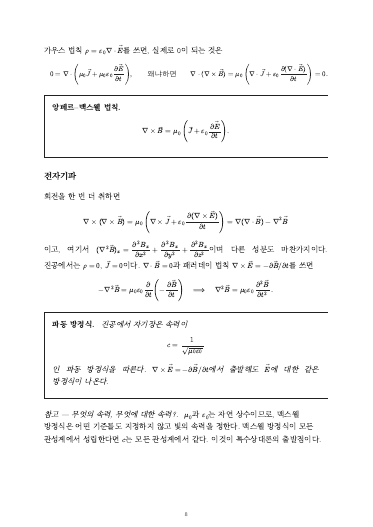 가우스 법칙 ρ = ε₀∇ · E⃗를 쓰면, 실제로 0이 되는 것은
0 = ∇ · (μ₀J⃗ + μ₀ε₀ ∂E⃗/∂t), 왜냐하면 ∇ · (∇ × B⃗) = μ₀ (∇ · J⃗ + ε₀ ∂(∇ · E⃗)/∂t) = 0.
앙페르–맥스웰 법칙.
∇ × B⃗ = μ₀ (J⃗ + ε₀ ∂E⃗/∂t).
전자기파
회전을 한 번 더 취하면
∇ × (∇ × B⃗) = μ₀ (∇ × J⃗ + ε₀ ∂(∇ × E⃗)/∂t) = ∇(∇ · B⃗) − ∇²B⃗
이고, 여기서 (∇²B⃗)ₓ = ∂²Bₓ/∂x² + ∂²Bₓ/∂y² + ∂²Bₓ/∂z²이며 다른 성분도 마찬가지이다.
진공에서는 ρ = 0, J⃗ = 0이다. ∇ · B⃗ = 0과 패러데이 법칙 ∇ × E⃗ = −∂B⃗/∂t를 쓰면
−∇²B⃗ = μ₀ε₀ ∂/∂t (−∂B⃗/∂t) ⟹ ∇²B⃗ = μ₀ε₀ ∂²B⃗/∂t².
파동 방정식. 진공에서 자기장은 속력이
c = 1/√μ₀ε₀
인 파동 방정식을 따른다. ∇ × E⃗ = −∂B⃗/∂t에서 출발해도 E⃗에 대한 같은
방정식이 나온다.
참고 — 무엇의 속력, 무엇에 대한 속력?. μ₀과 ε₀는 자연 상수이므로, 맥스웰
방정식은 어떤 기준틀도 지정하지 않고 빛의 속력을 정한다. 맥스웰 방정식이 모든
관성계에서 성립한다면 c는 모든 관성계에서 같다. 이것이 특수상대론의 출발점이다.